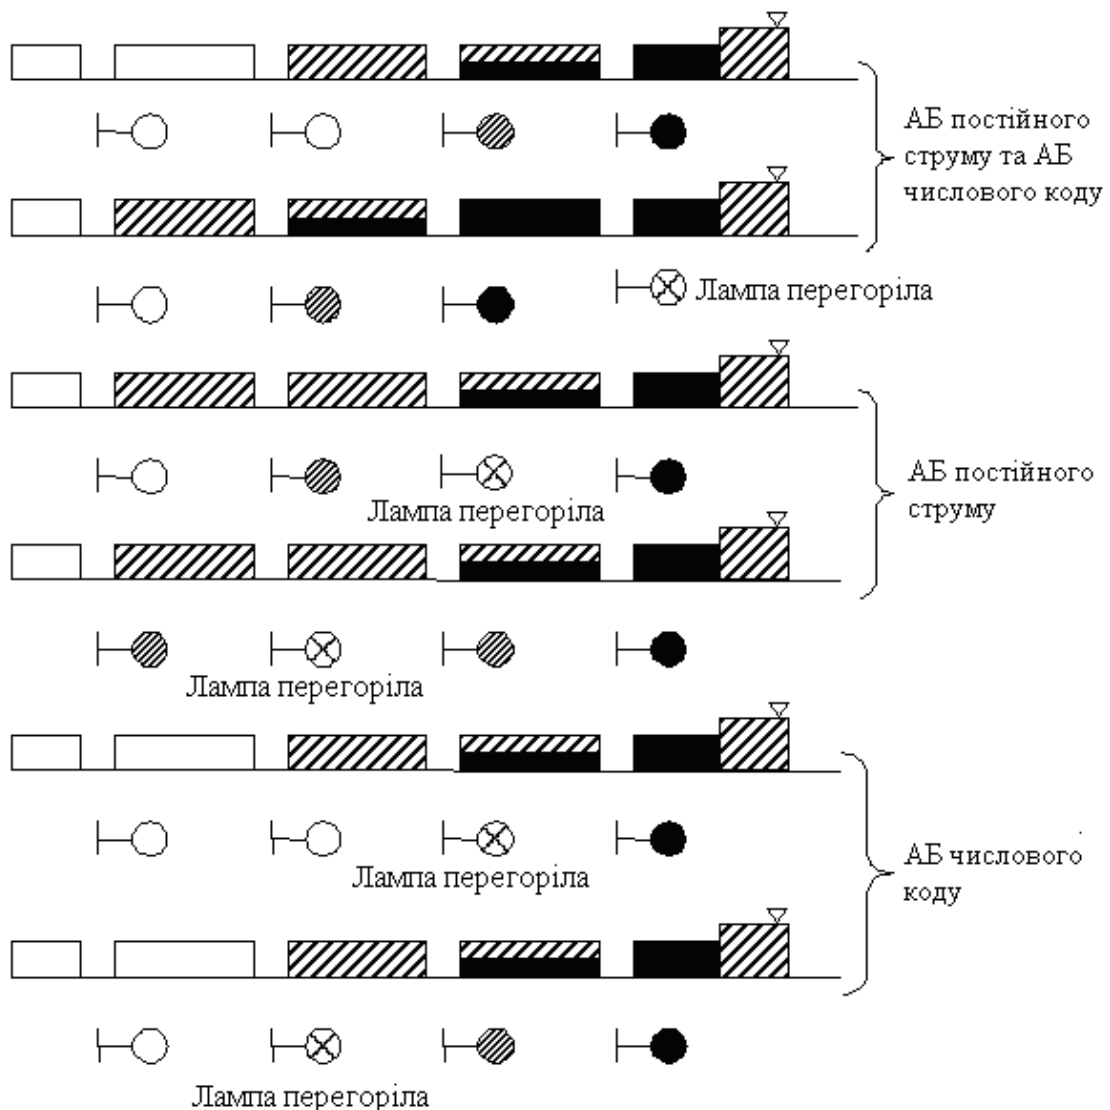 АБ постійного
струму та АБ
числового коду
Лампа перегоріла
АБ постійного
струму
Лампа перегоріла
Лампа перегоріла
АБ числового
коду
Лампа перегоріла
Лампа перегоріла